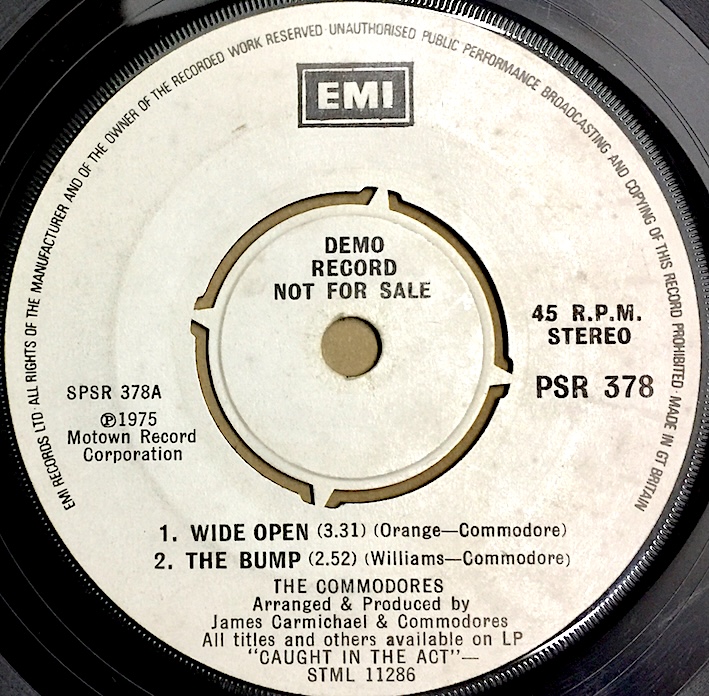 EMI RECORDS LTD · ALL RIGHTS OF THE MANUFACTURER AND OF THE OWNER OF THE RECORDED WORK RESERVED · UNAUTHORISED PUBLIC PERFORMANCE BROADCASTING AND COPYING OF THIS RECORD PROHIBITED · MADE IN GT BRITAIN
EMI
DEMO
RECORD
NOT FOR SALE
45 R.P.M.
STEREO
PSR 378
SPSR 378A
℗1975
Motown Record
Corporation
1. WIDE OPEN (3.31) (Orange—Commodore)
2. THE BUMP (2.52) (Williams—Commodore)
THE COMMODORES
Arranged & Produced by
James Carmichael & Commodores
All titles and others available on LP
"CAUGHT IN THE ACT"—
STML 11286